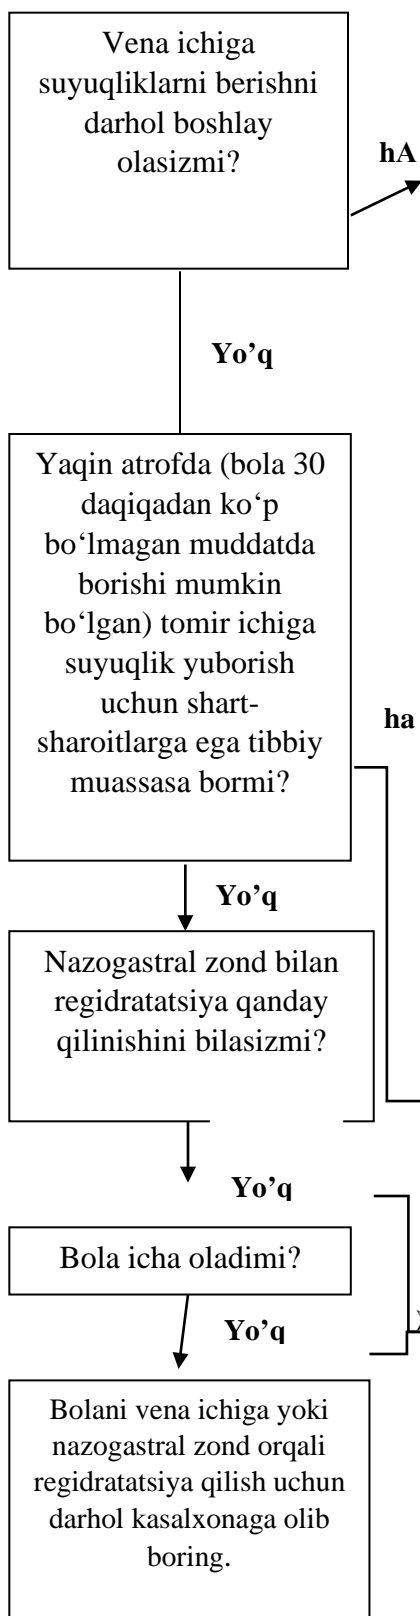 Vena ichiga
suyuqliklarni berishni
darhol boshlay
olasizmi?
hA
Yo’q
Yaqin atrofda (bola 30
daqiqadan ko‘p
bo‘lmagan muddatda
borishi mumkin
bo‘lgan) tomir ichiga
suyuqlik yuborish
uchun shart-
sharoitlarga ega tibbiy
muassasa bormi?
ha
Yo’q
Nazogastral zond bilan
regidratatsiya qanday
qilinishini bilasizmi?
Yo’q
Bola icha oladimi?
Yo’q
Bolani vena ichiga yoki
nazogastral zond orqali
regidratatsiya qilish uchun
darhol kasalxonaga olib
boring.